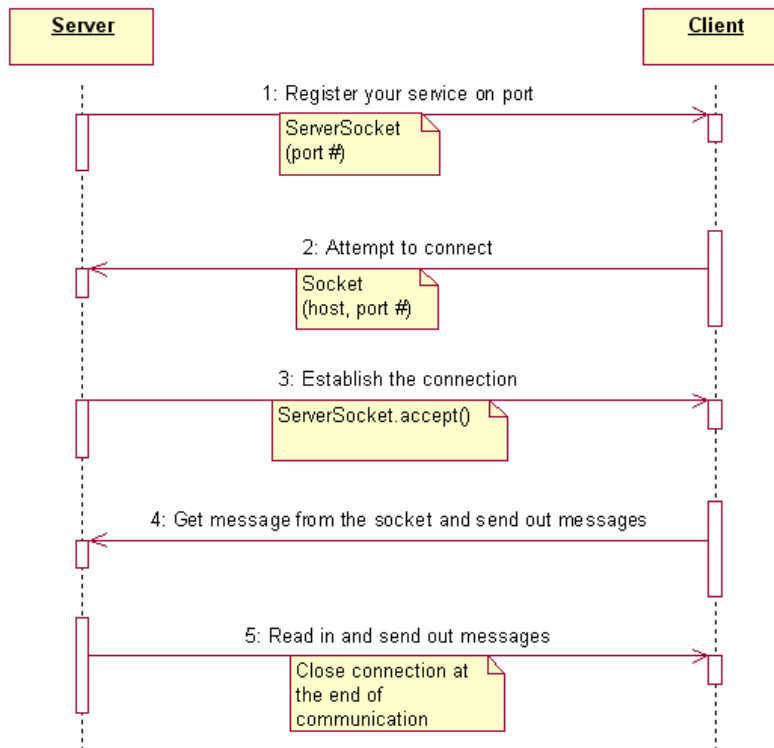 Server
Client
1: Register your service on port
ServerSocket
(port #)
2: Attempt to connect
Socket
(host, port #)
3: Establish the connection
ServerSocket.accept()
4: Get message from the socket and send out messages
5: Read in and send out messages
Close connection at
the end of
communication